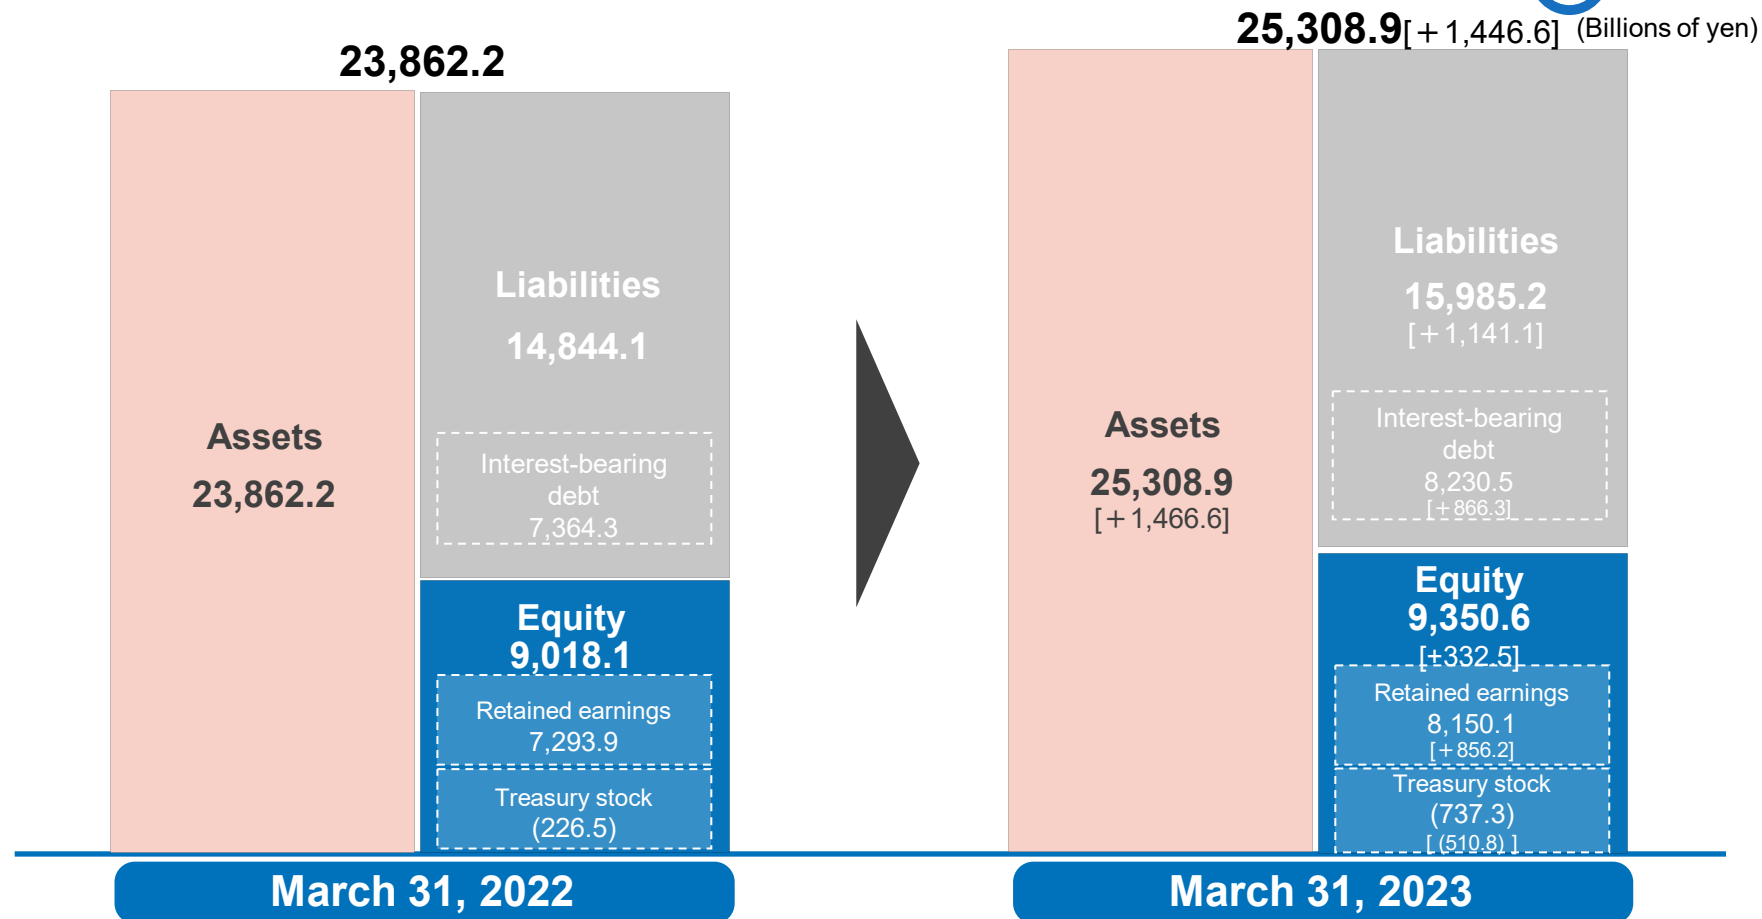 23,862.2
Assets
23,862.2
Liabilities
14,844.1
Interest-bearing
debt
7,364.3
Equity
9,018.1
Retained earnings
7,293.9
Treasury stock
(226.5)
March 31, 2022
25,308.9[+1,446.6] (Billions of yen)
Assets
25,308.9
[+1,466.6]
Liabilities
15,985.2
[+1,141.1]
Interest-bearing
debt
8,230.5
[+866.3]
Equity
9,350.6
[+332.5]
Retained earnings
8,150.1
[+856.2]
Treasury stock
(737.3)
[ (510.8) ]
March 31, 2023